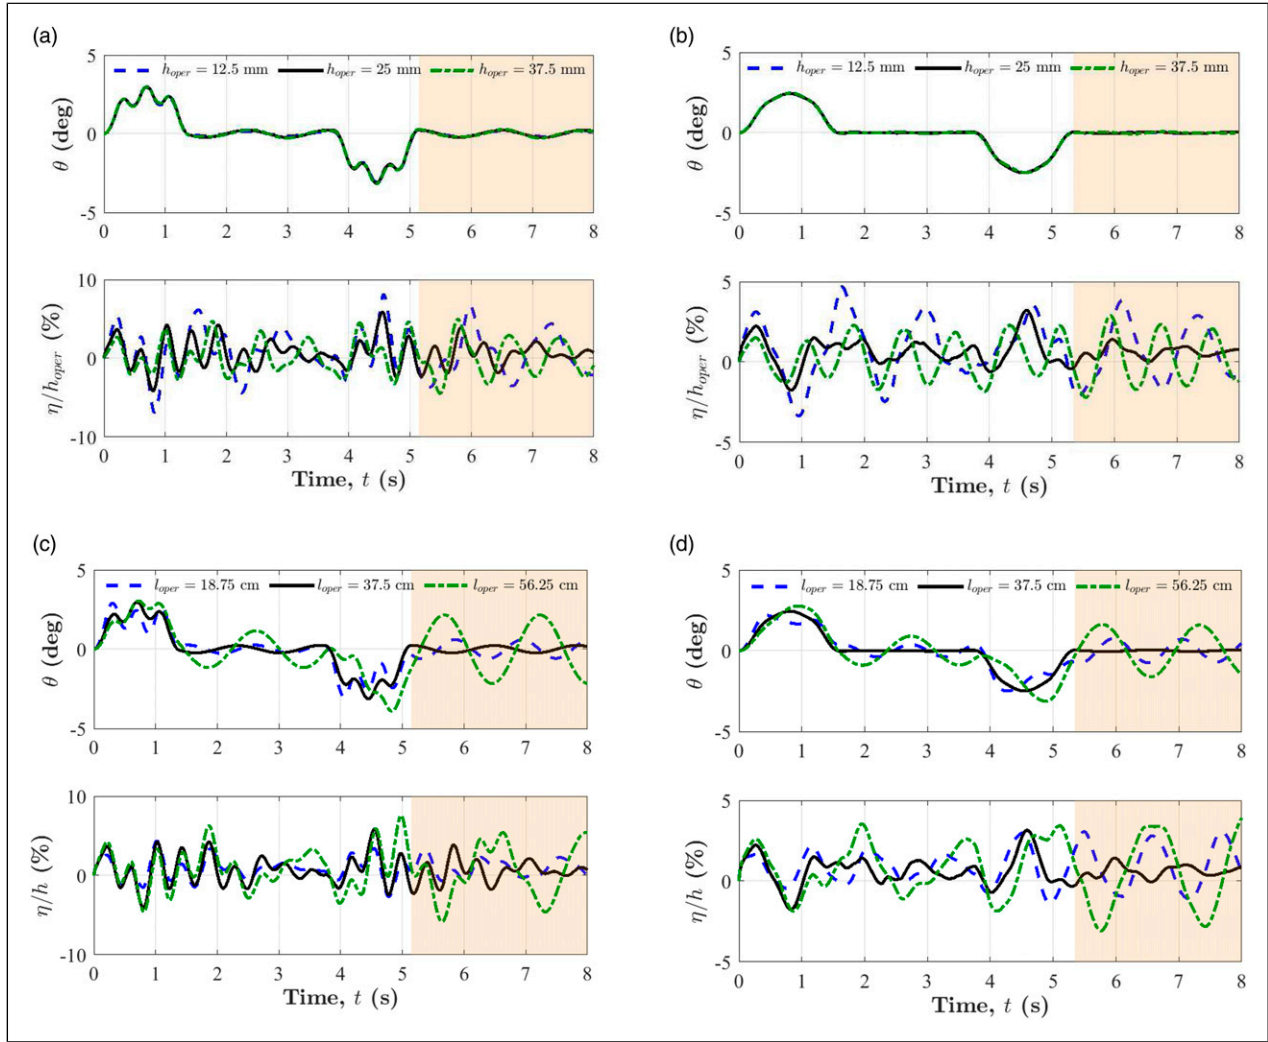 (a)
5
h_oper = 12.5 mm h_oper = 25 mm h_oper = 37.5 mm
θ (deg)
0
-5
0 1 2 3 4 5 6 7 8
10
η/h_oper (%)
0
-10
0 1 2 3 4 5 6 7 8
Time, t (s)
(b)
5
h_oper = 12.5 mm h_oper = 25 mm h_oper = 37.5 mm
θ (deg)
0
-5
0 1 2 3 4 5 6 7 8
5
η/h_oper (%)
0
-5
0 1 2 3 4 5 6 7 8
Time, t (s)
(c)
5
l_oper = 18.75 cm l_oper = 37.5 cm l_oper = 56.25 cm
θ (deg)
0
-5
0 1 2 3 4 5 6 7 8
10
η/h (%)
0
-10
0 1 2 3 4 5 6 7 8
Time, t (s)
(d)
5
l_oper = 18.75 cm l_oper = 37.5 cm l_oper = 56.25 cm
θ (deg)
0
-5
0 1 2 3 4 5 6 7 8
5
η/h (%)
0
-5
0 1 2 3 4 5 6 7 8
Time, t (s)